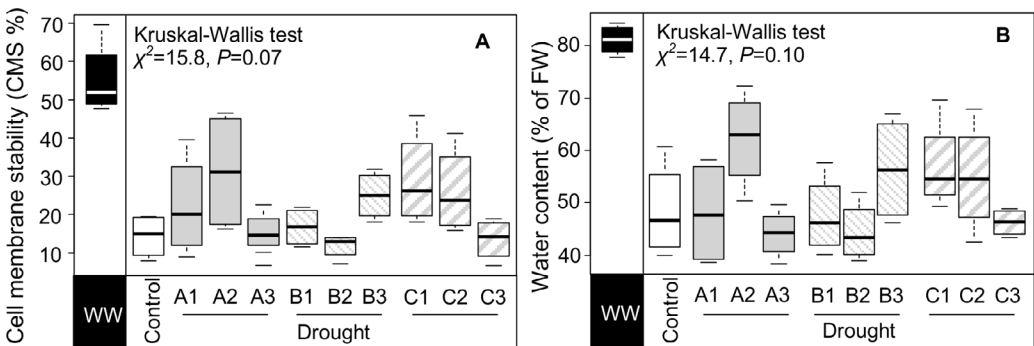 Cell membrane stability (CMS %)
70
60
50
40
30
20
10
Kruskal-Wallis test
χ²=15.8, P=0.07
A
WW
Control
A1 A2 A3 B1 B2 B3 C1 C2 C3
Drought
Water content (% of FW)
80
70
60
50
40
Kruskal-Wallis test
χ²=14.7, P=0.10
B
WW
Control
A1 A2 A3 B1 B2 B3 C1 C2 C3
Drought